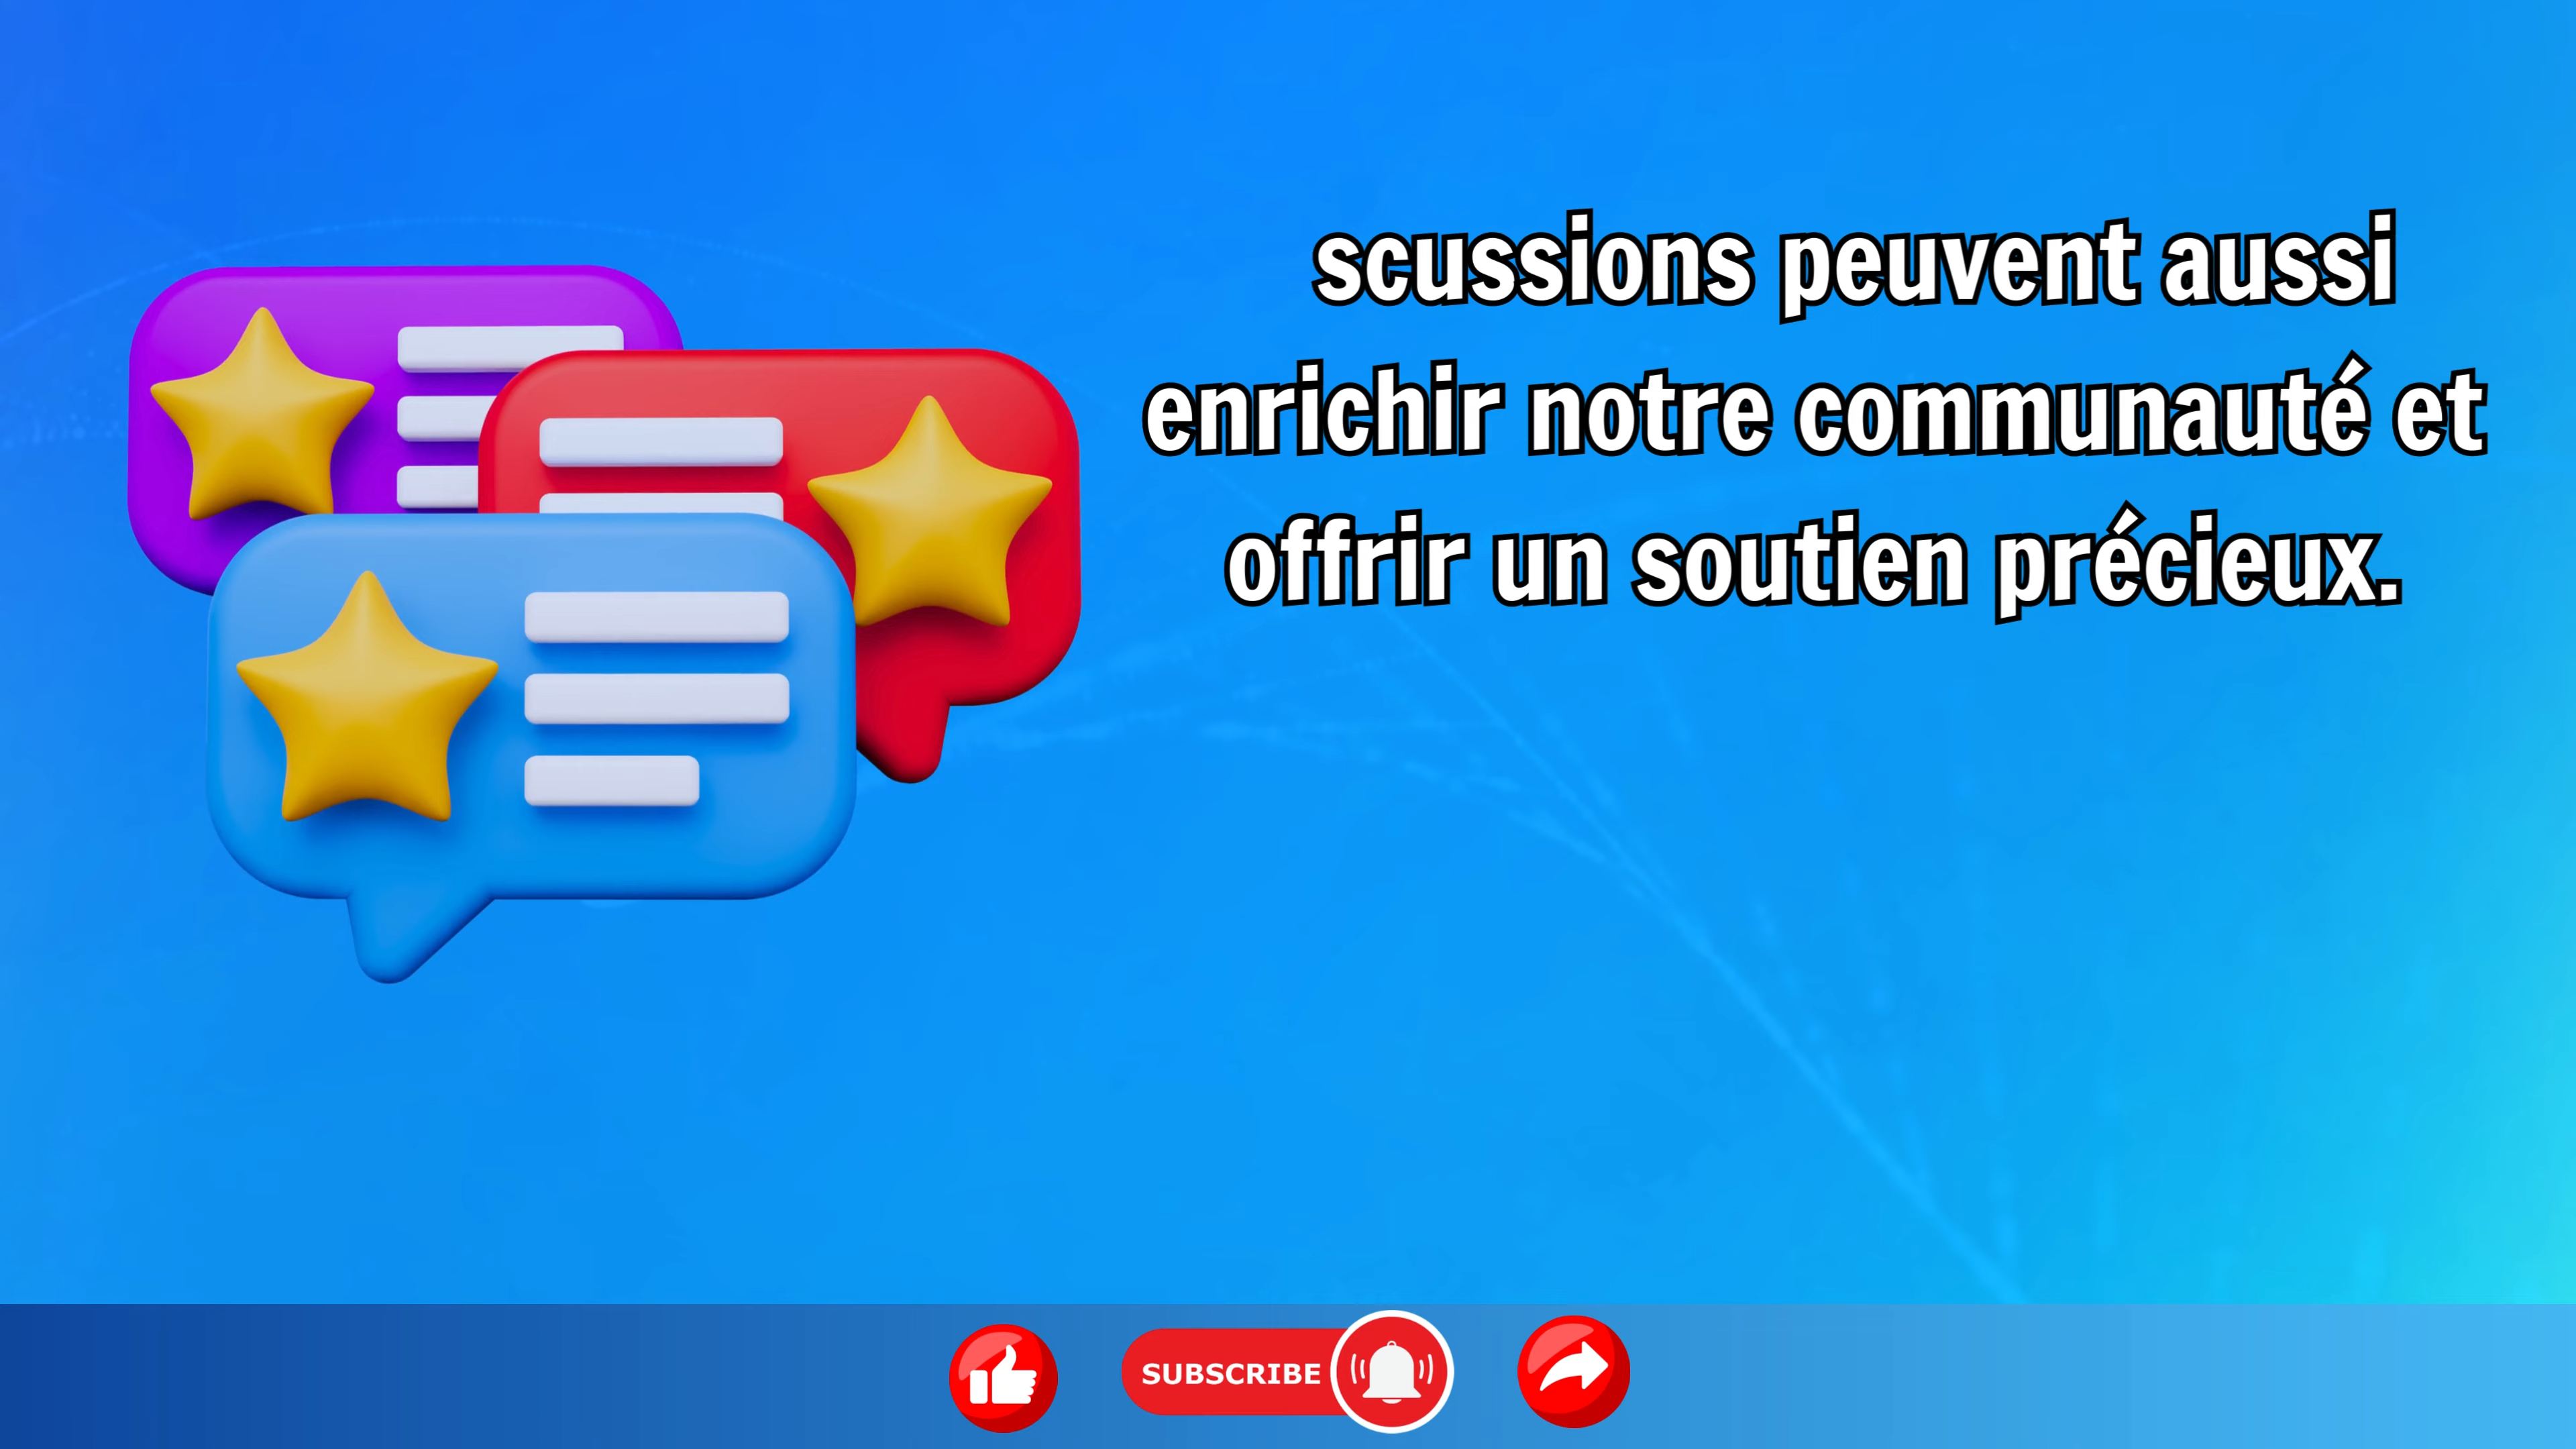 scussions peuvent aussi
enrichir notre communauté et
offrir un soutien précieux.
SUBSCRIBE